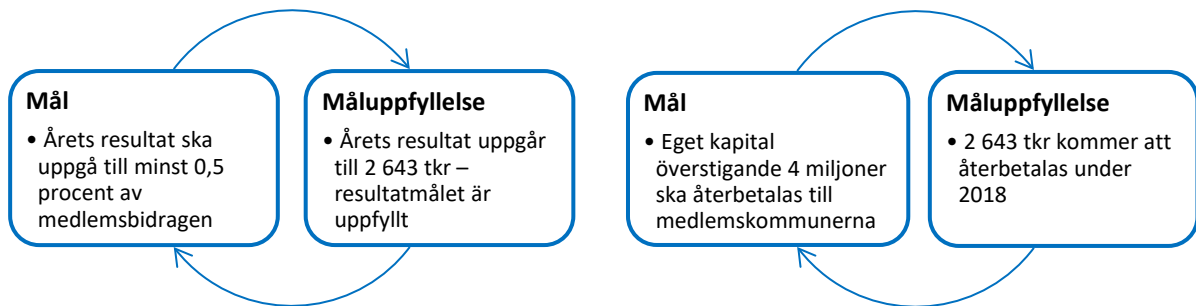 Mål
• Årets resultat ska
uppgå till minst 0,5
procent av
medlemsbidragen
Måluppfyllelse
• Årets resultat uppgår
till 2 643 tkr –
resultatmålet är
uppfyllt
Mål
• Eget kapital
överstigande 4 miljoner
ska återbetalas till
medlemskommunerna
Måluppfyllelse
• 2 643 tkr kommer att
återbetalas under
2018